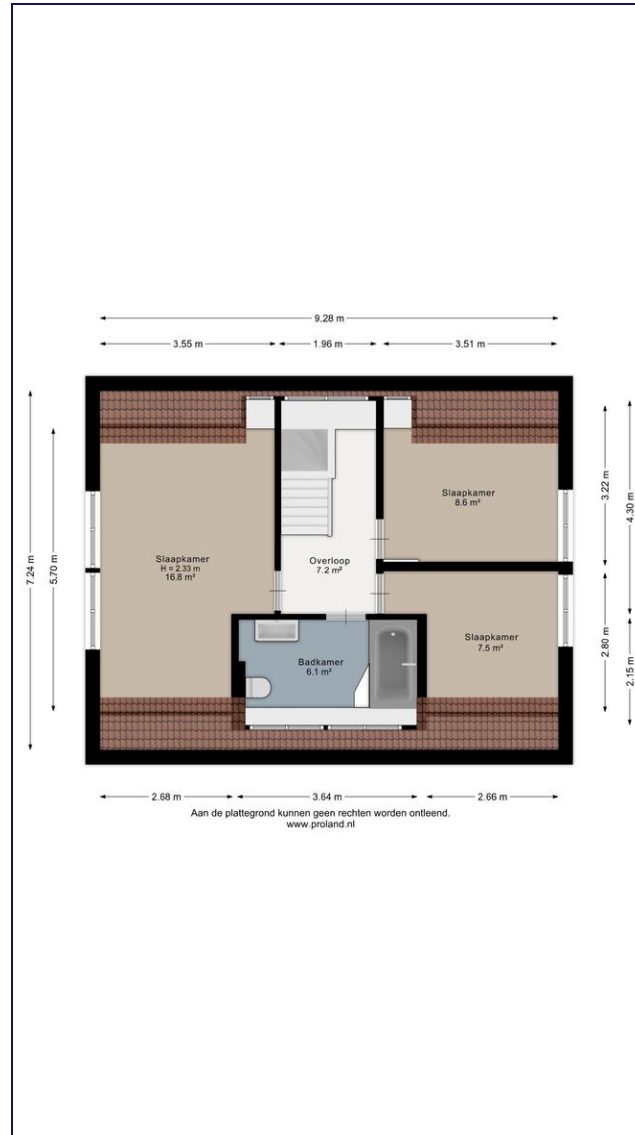 9.28 m
3.55 m
1.96 m
3.51 m
7.24 m
5.70 m
3.22 m
4.30 m
2.80 m
2.15 m
Slaapkamer
8.6 m²
Slaapkamer
H = 2.33 m
16.8 m²
Overloop
7.2 m²
Slaapkamer
7.5 m²
Badkamer
6.1 m²
2.68 m
3.64 m
2.66 m
Aan de plattegrond kunnen geen rechten worden ontleend.
www.proland.nl